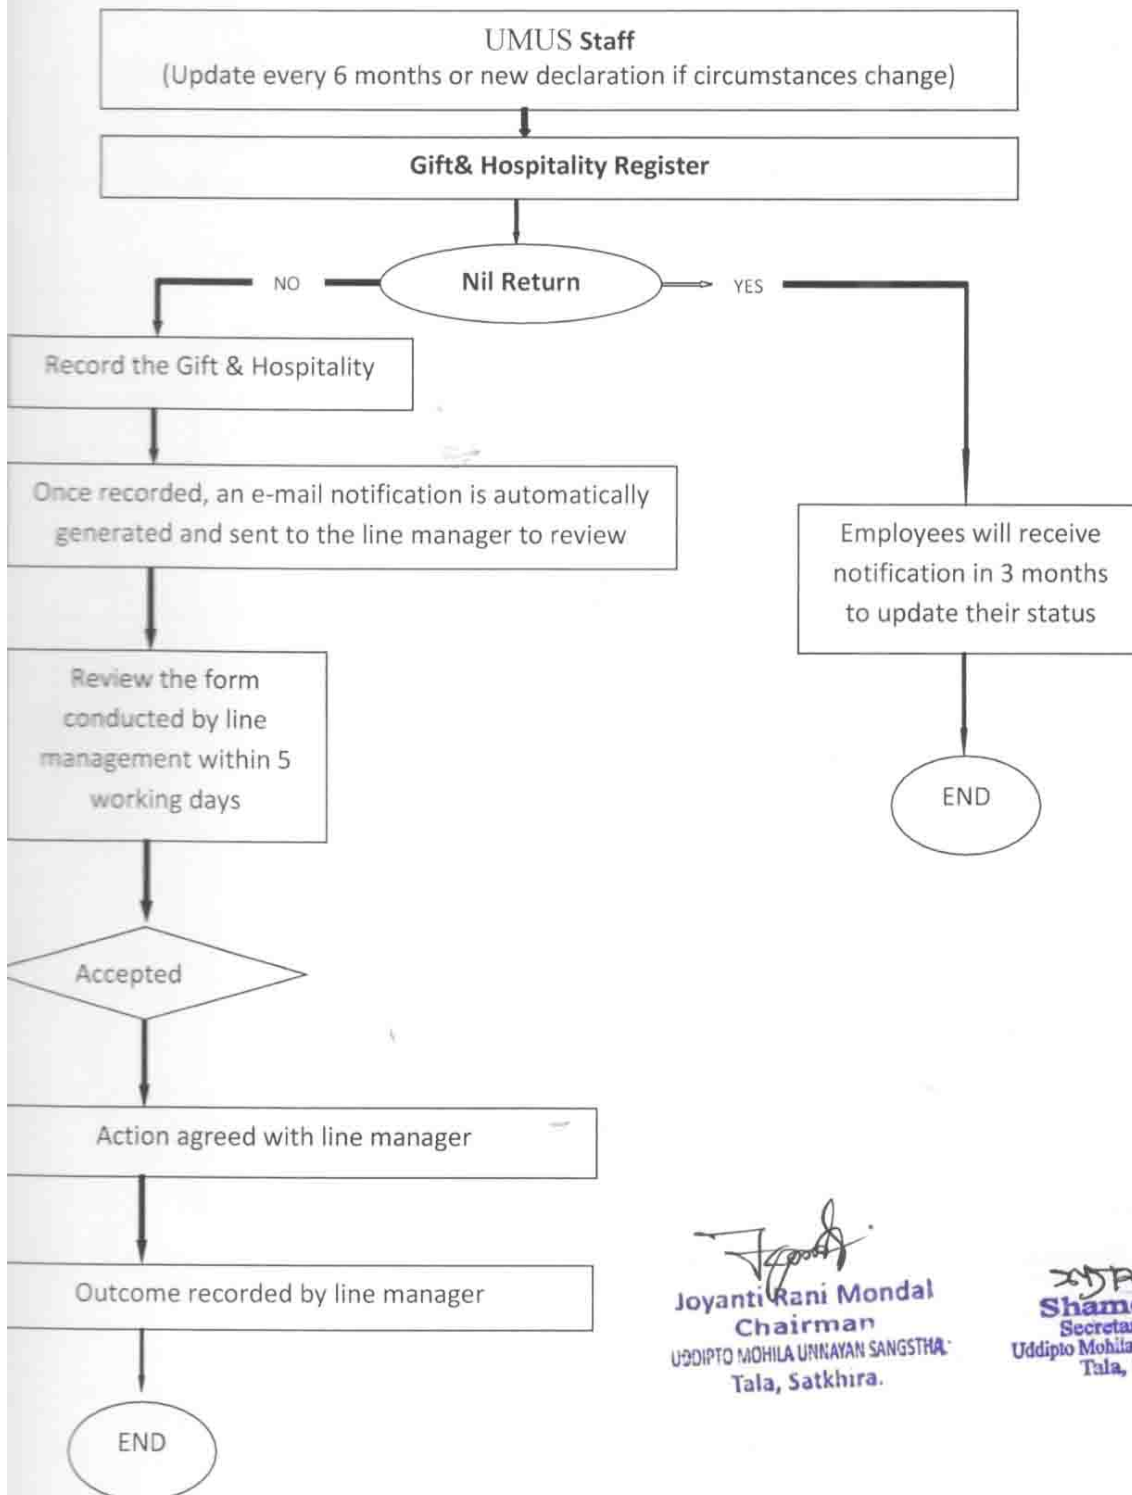 UMUS Staff
(Update every 6 months or new declaration if circumstances change)
Gift& Hospitality Register
Nil Return
NO
YES
Record the Gift & Hospitality
Once recorded, an e-mail notification is automatically
generated and sent to the line manager to review
Employees will receive
notification in 3 months
to update their status
Review the form
conducted by line
management within 5
working days
END
Accepted
Action agreed with line manager
Outcome recorded by line manager
END
Joyanti Rani Mondal
Chairman
UDDIPTO MOHILA UNNAYAN SANGSTHA.
Tala, Satkhira.
Uddipto Mohila
Tala,